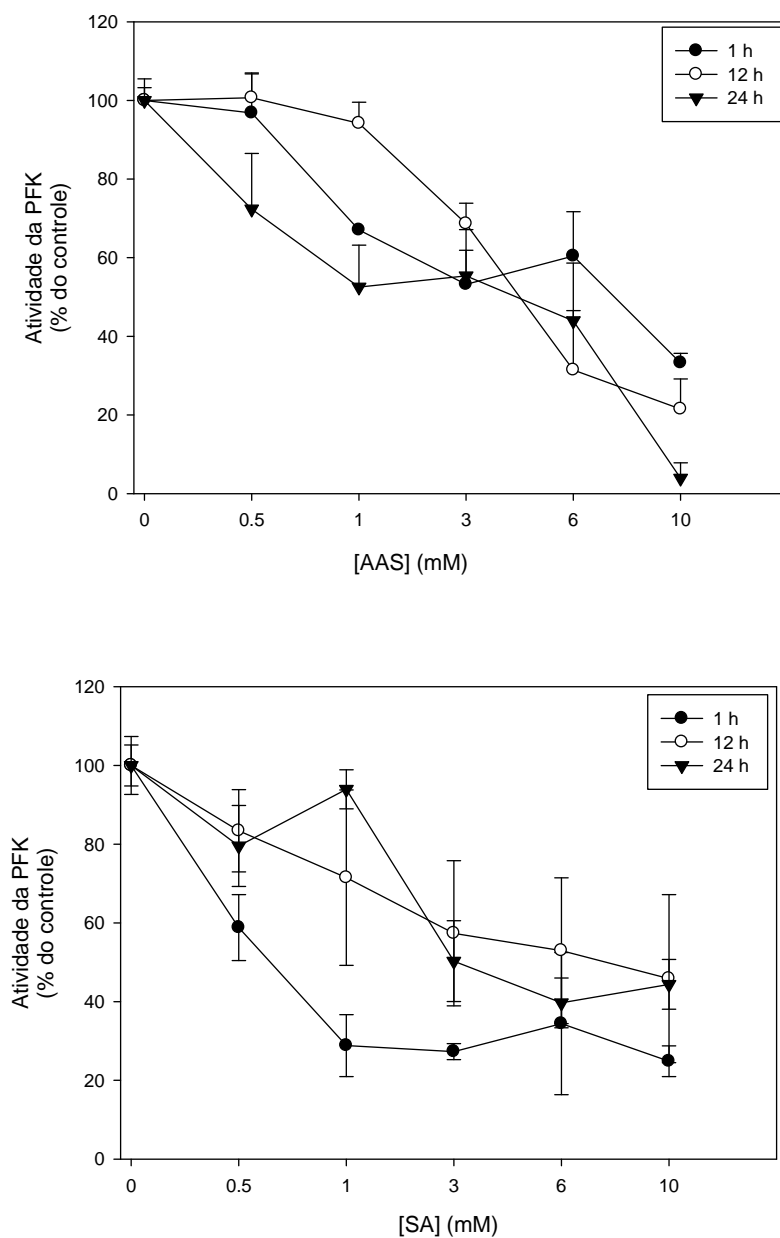 120
100
80
60
40
20
0
Atividade da PFK
(% do controle)
1 h
12 h
24 h
0 0.5 1 3 6 10
[AAS] (mM)
120
100
80
60
40
20
0
Atividade da PFK
(% do controle)
1 h
12 h
24 h
0 0.5 1 3 6 10
[SA] (mM)